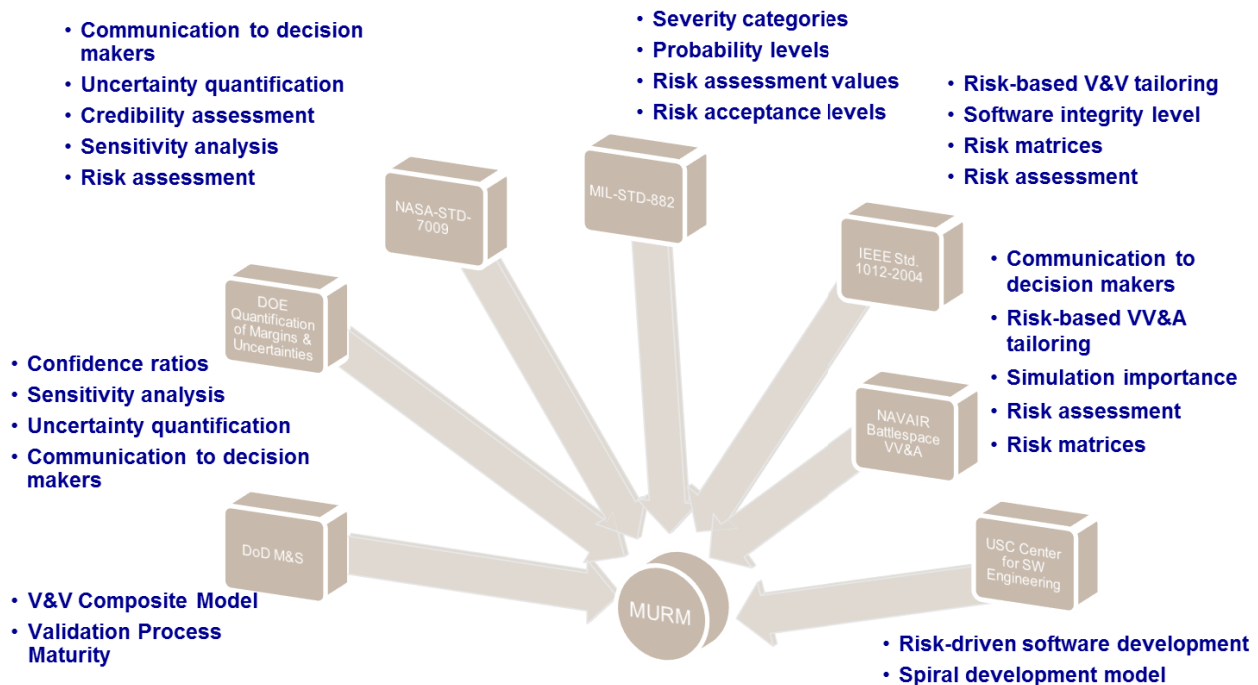 • Communication to decision
makers
• Uncertainty quantification
• Credibility assessment
• Sensitivity analysis
• Risk assessment
• Severity categories
• Probability levels
• Risk assessment values
• Risk acceptance levels
• Risk-based V&V tailoring
• Software integrity level
• Risk matrices
• Risk assessment
NASA-STD-
7009
MIL-STD-882
IEEE Std.
1012-2004
• Communication to
decision makers
• Risk-based VV&A
tailoring
• Simulation importance
• Risk assessment
• Risk matrices
DOE
Quantification
of Margins &
Uncertainties
• Confidence ratios
• Sensitivity analysis
• Uncertainty quantification
• Communication to decision
makers
NAVAIR
Battlespace
VV&A
DoD M&S
USC Center
for SW
Engineering
MURM
• V&V Composite Model
• Validation Process
Maturity
• Risk-driven software development
• Spiral development model